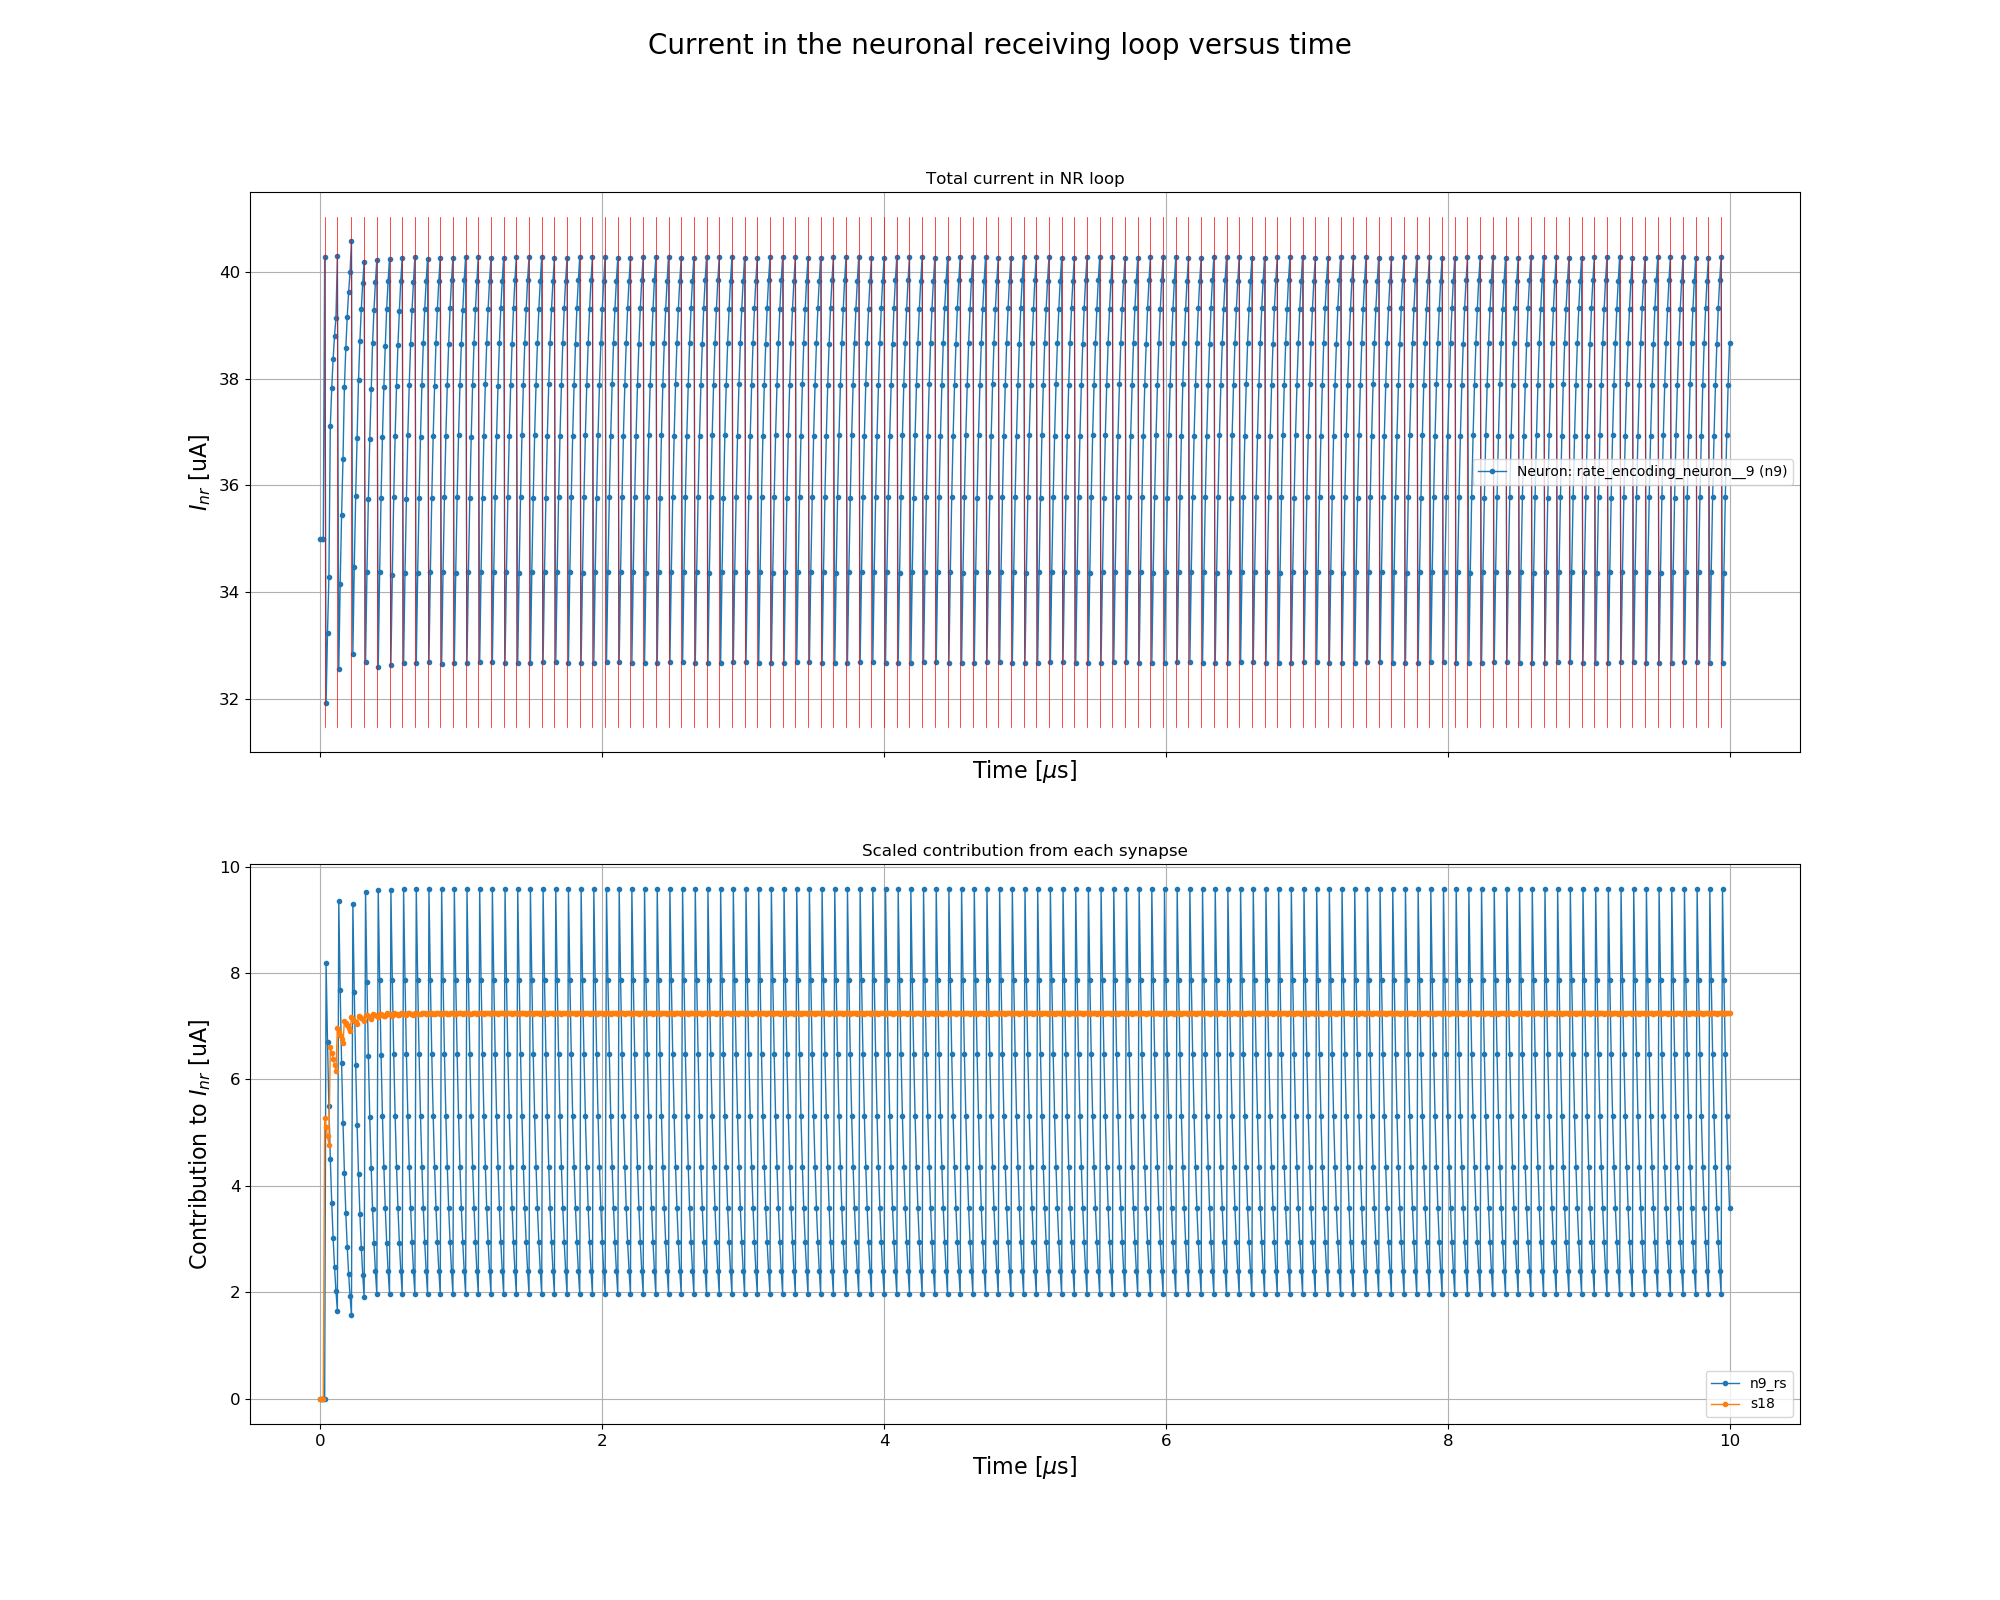 Current in the neuronal receiving loop versus time
Total current in NR loop
40
38
36
34
32
I_nr [uA]
Neuron: rate_encoding_neuron__9 (n9)
Time [μs]
Scaled contribution from each synapse
10
8
6
4
2
0
Contribution to I_nr [uA]
n9_rs
s18
0 2 4 6 8 10
Time [μs]